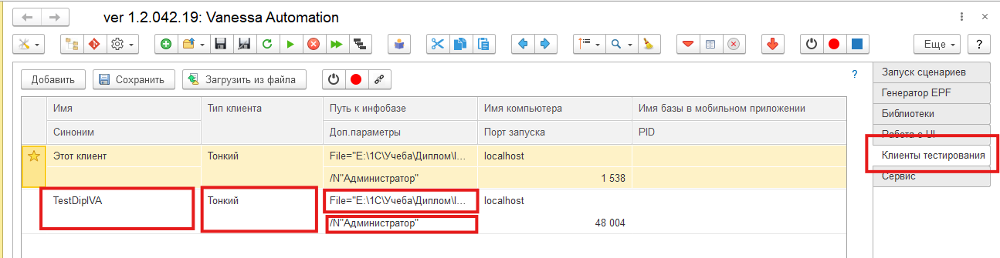 ver 1.2.042.19: Vanessa Automation
Еще ?
Добавить Сохранить Загрузить из файла ?
Запуск сценариев
Генератор EPF
Библиотеки
Работа с UI
Клиенты тестирования
Сервис
Имя Тип клиента Путь к инфобазе Имя компьютера Имя базы в мобильном приложении
Синоним Доп.параметры Порт запуска PID
Этот клиент Тонкий File="E:\1С\Учеба\Диплом\I... localhost
/N"Администратор" 1 538
TestDiplVA Тонкий File="E:\1С\Учеба\Диплом\I... localhost
/N"Администратор" 48 004